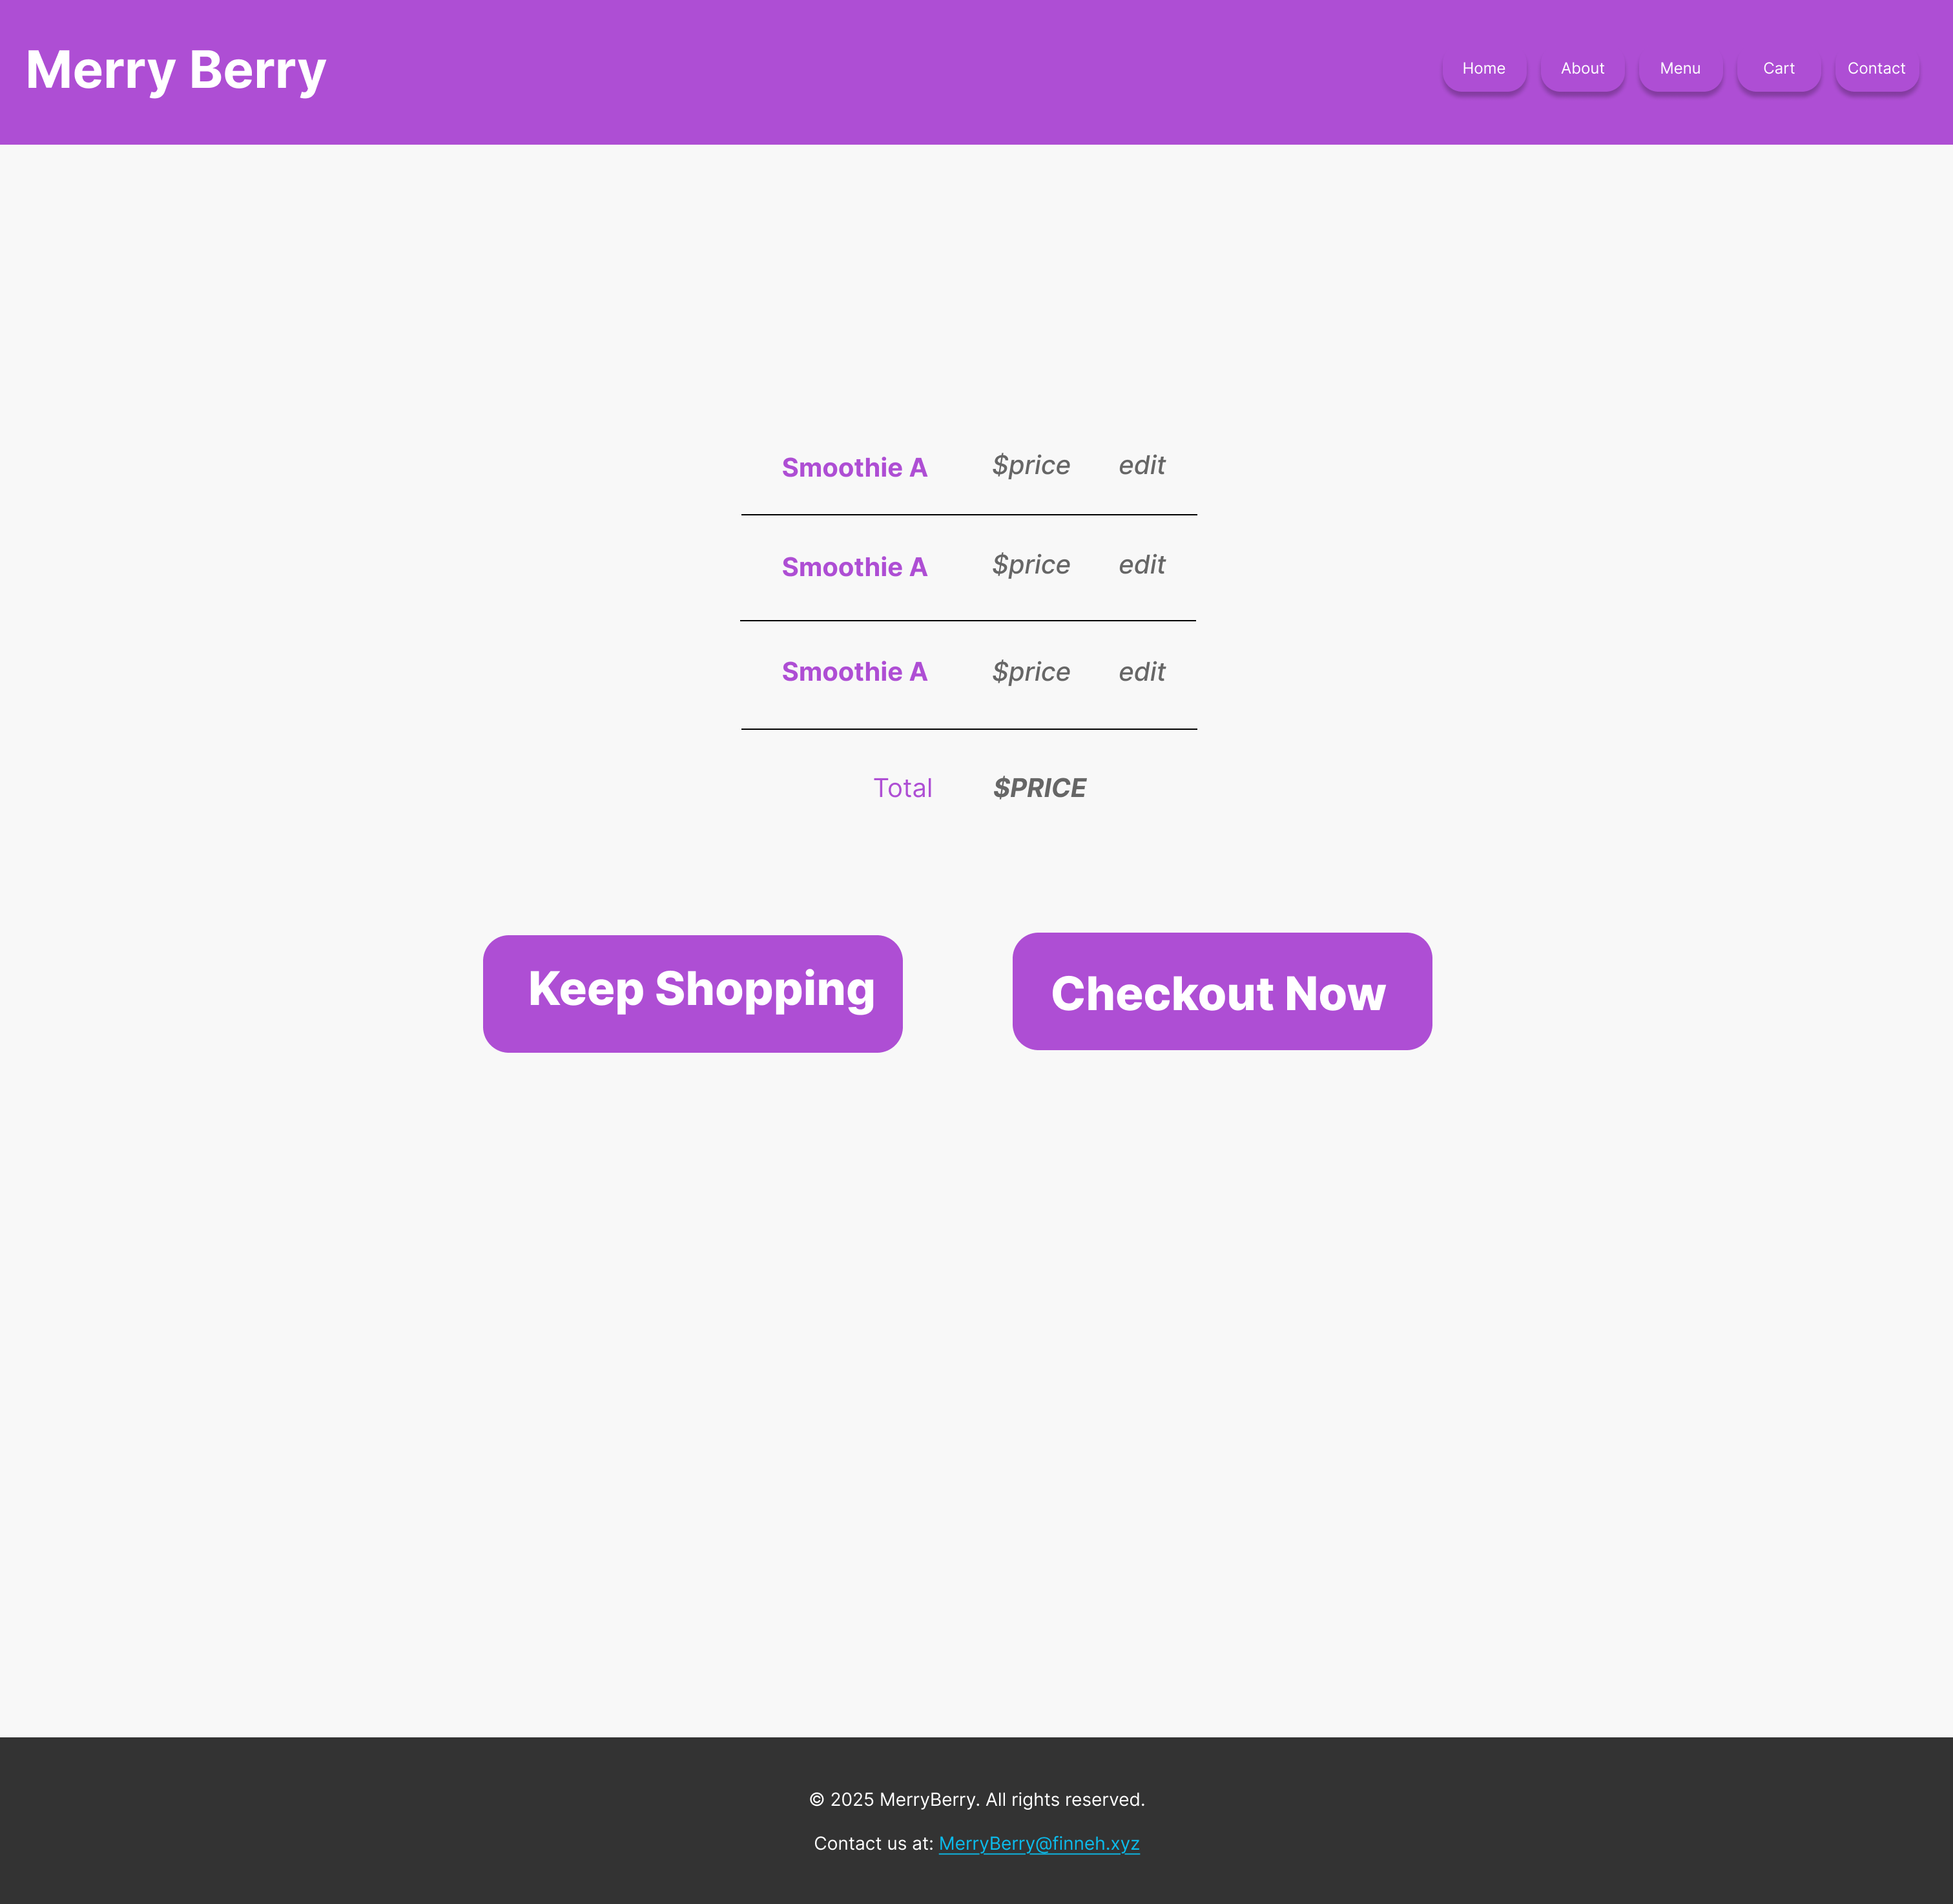 Merry Berry
Home About Menu Cart Contact
Smoothie A $price edit
Smoothie A $price edit
Smoothie A $price edit
Total $PRICE
Keep Shopping Checkout Now
© 2025 MerryBerry. All rights reserved.
Contact us at: MerryBerry@finneh.xyz